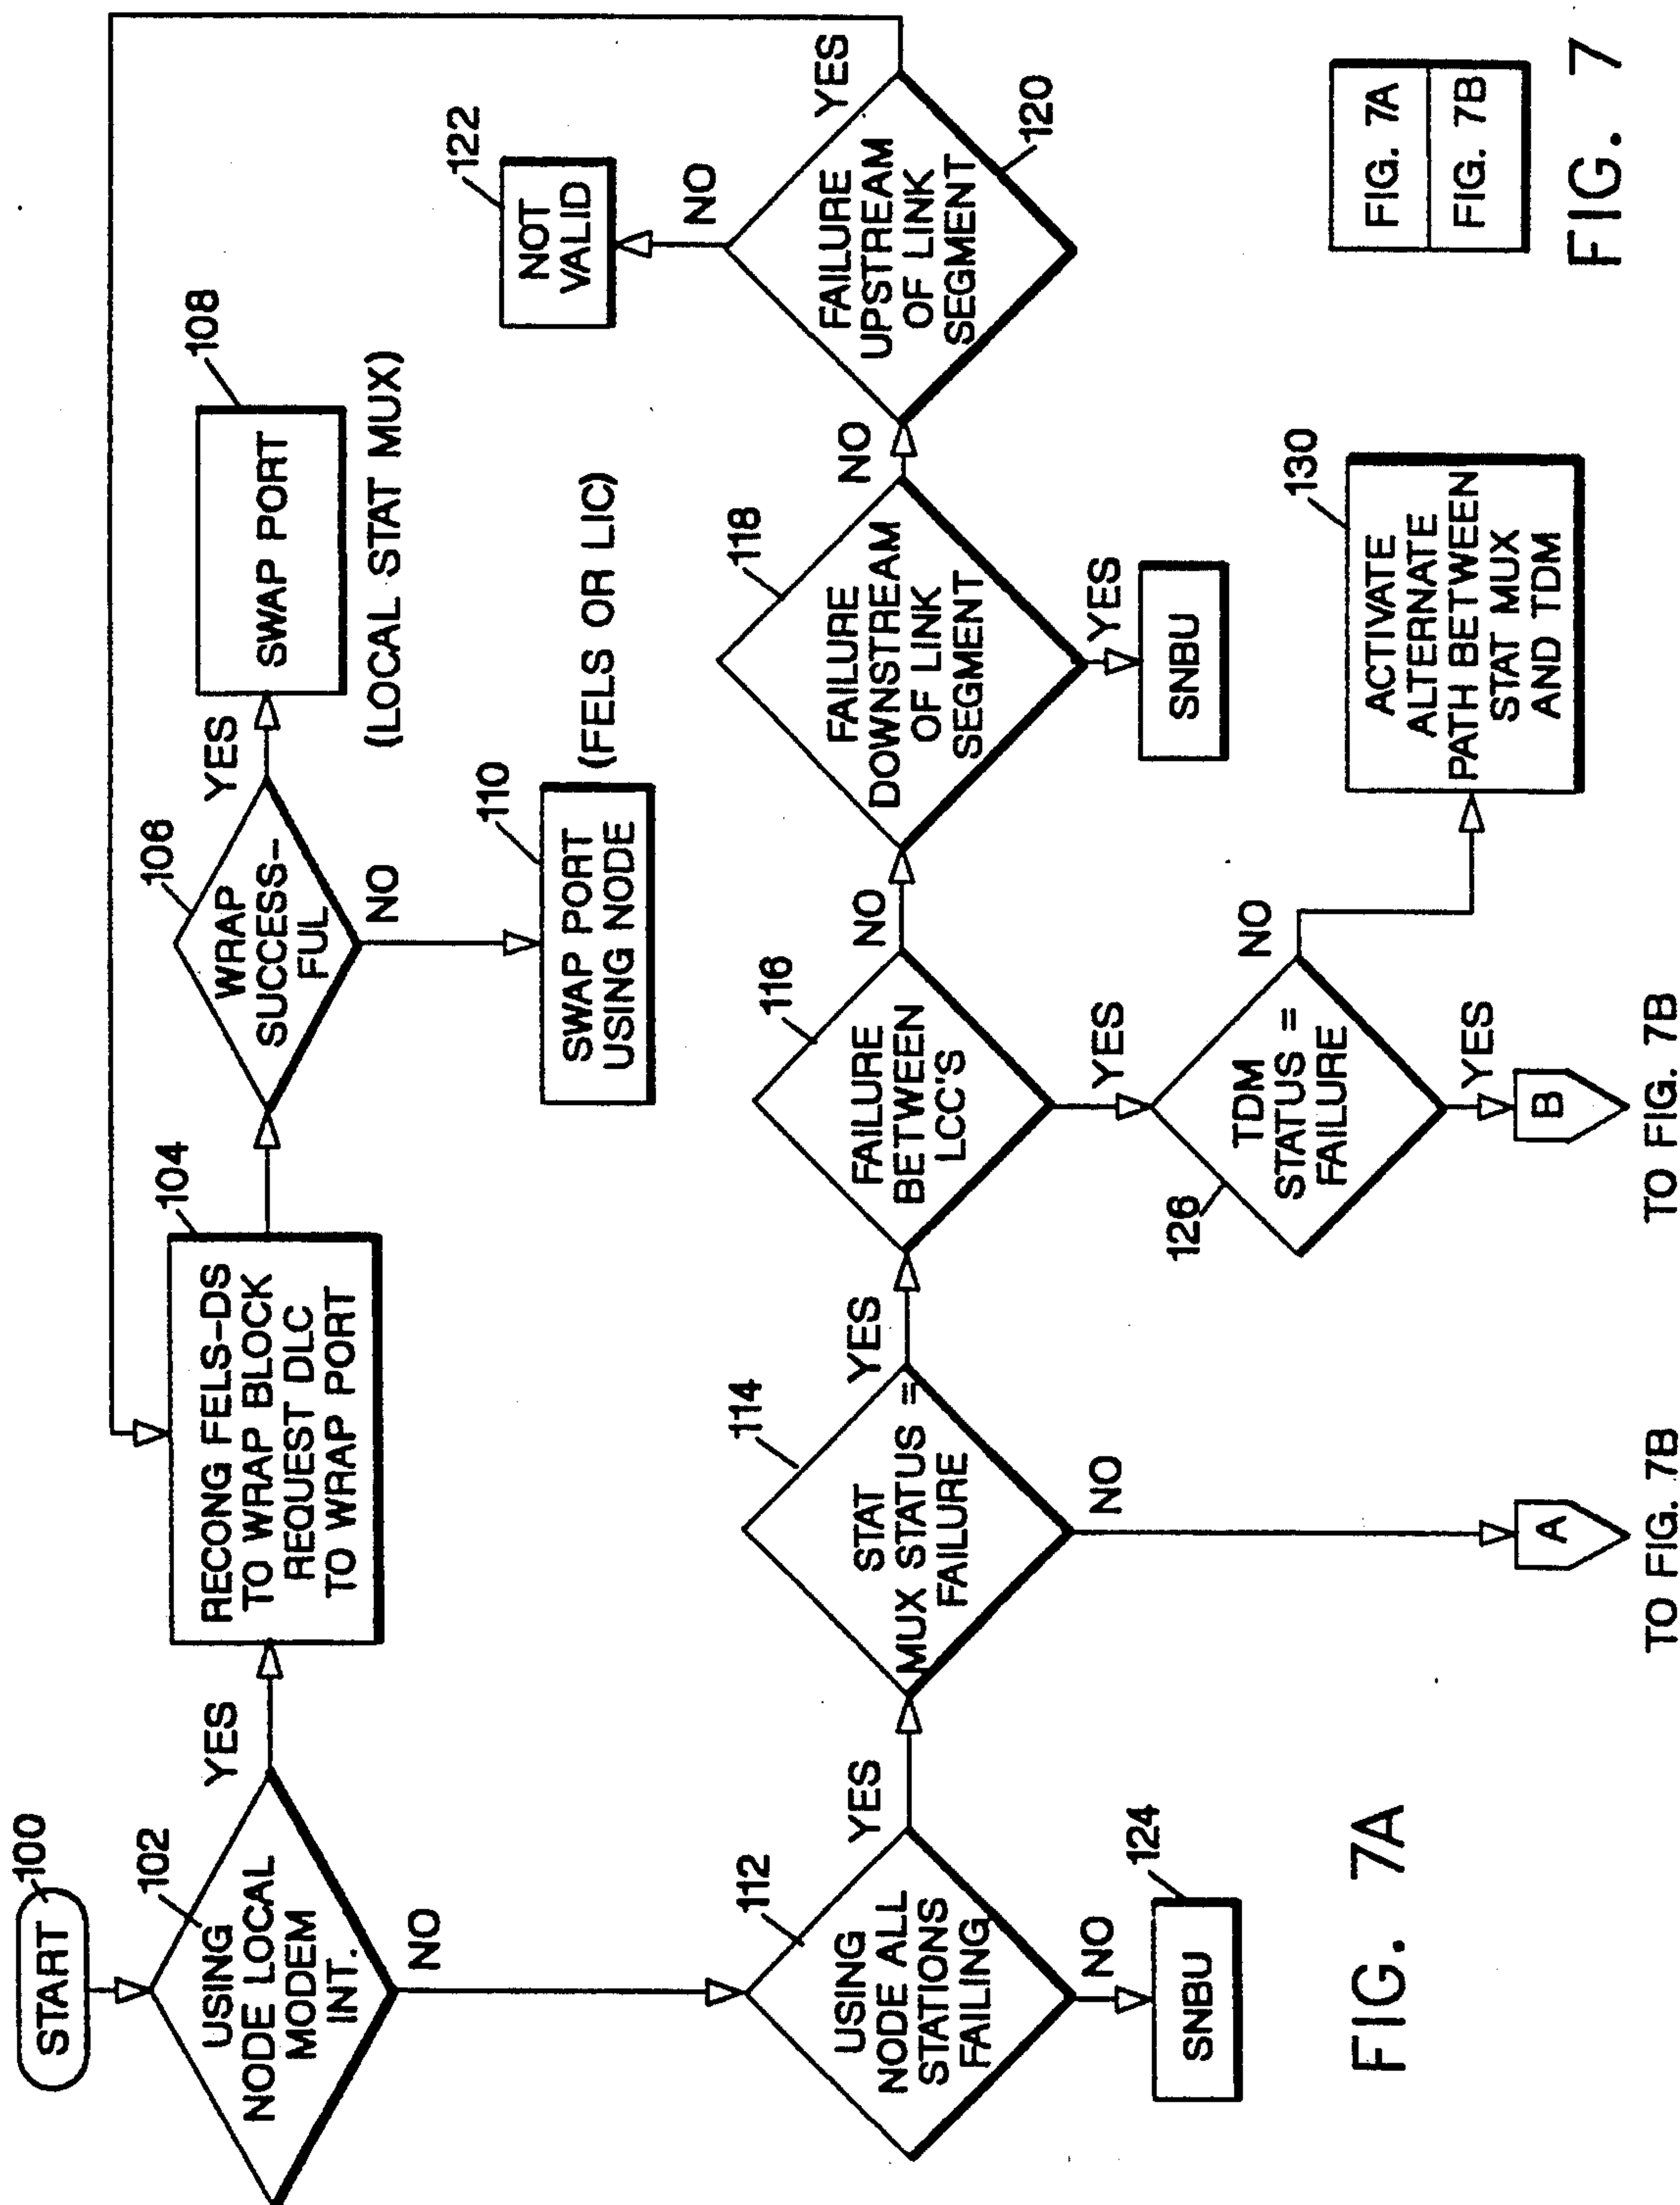 START
100
USING
NODE LOCAL
MODEM
INT.
102
YES
NO
RECONG FELS-DS
TO WRAP BLOCK
REQUEST DLC
TO WRAP PORT
104
WRAP
SUCCESS-
FUL
106
YES
NO
SWAP PORT
108
(LOCAL STAT MUX)
SWAP PORT
USING NODE
110
(FELS OR LIC)
USING
NODE ALL
STATIONS
FAILING
112
YES
NO
SNBU
124
STAT
MUX STATUS =
FAILURE
114
YES
NO
A
TO FIG. 7B
FAILURE
BETWEEN
LCC'S
116
NO
YES
TDM
STATUS =
FAILURE
126
NO
YES
B
TO FIG. 7B
ACTIVATE
ALTERNATE
PATH BETWEEN
STAT MUX
AND TDM
130
FAILURE
DOWNSTREAM
OF LINK
SEGMENT
118
NO
YES
SNBU
FAILURE
UPSTREAM
OF LINK
SEGMENT
120
YES
NO
NOT
VALID
122
FIG. 7A
FIG. 7A
FIG. 7B
FIG. 7